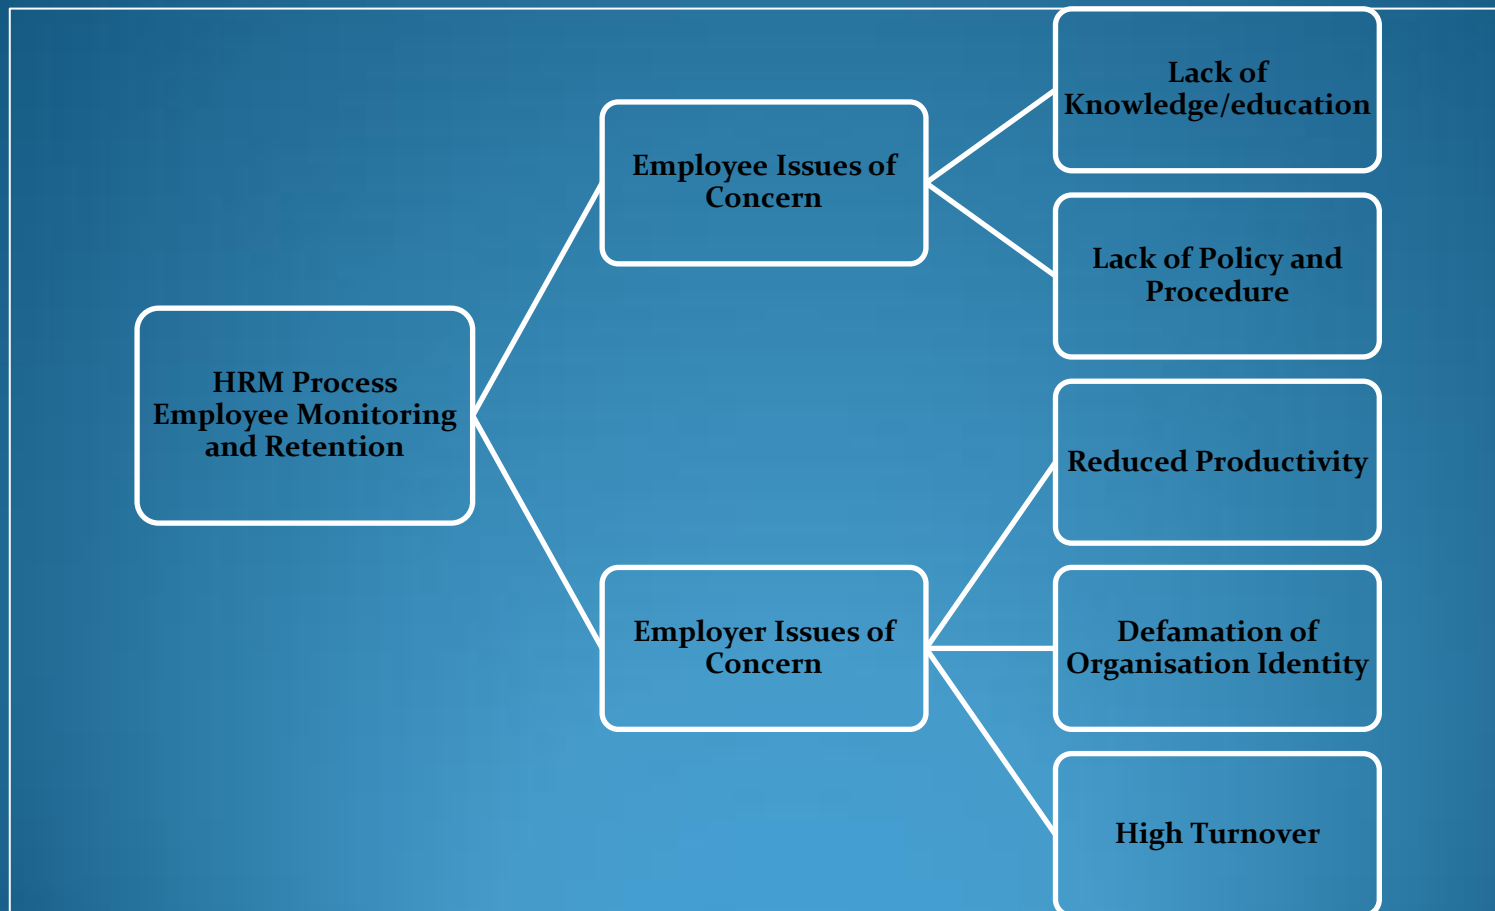 HRM Process
Employee Monitoring
and Retention
Employee Issues of
Concern
Lack of
Knowledge/education
Lack of Policy and
Procedure
Employer Issues of
Concern
Reduced Productivity
Defamation of
Organisation Identity
High Turnover